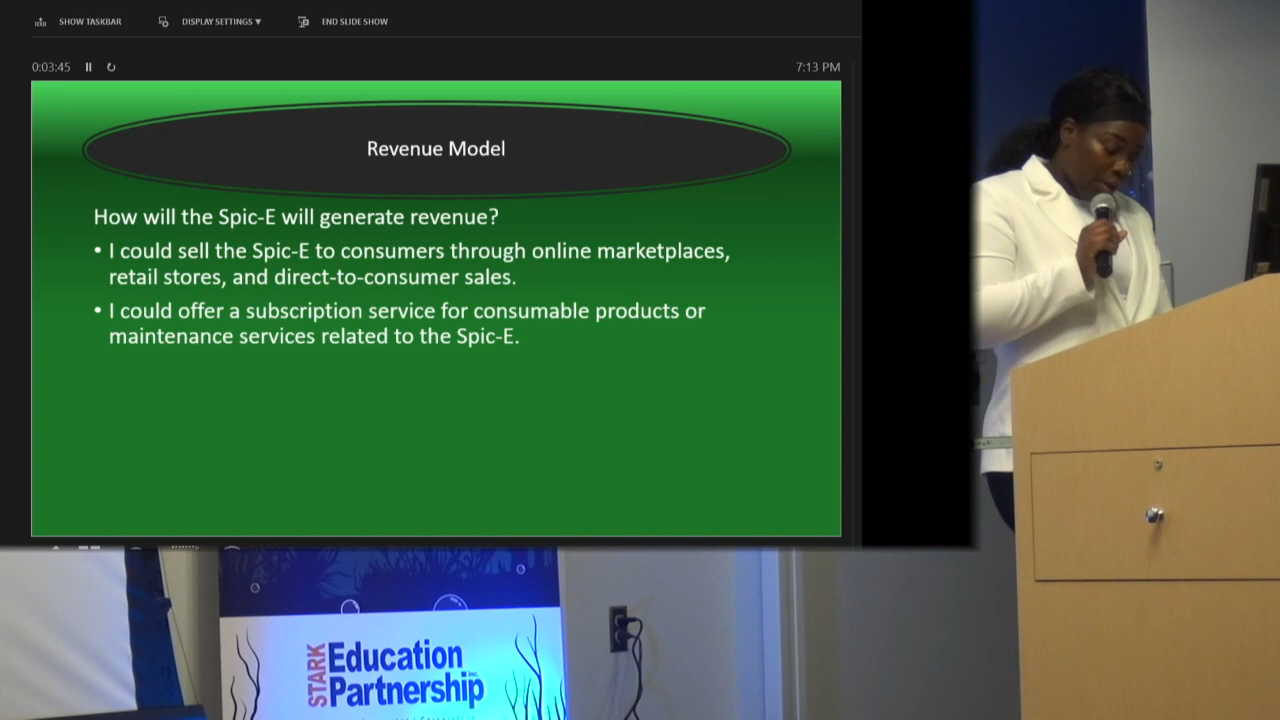 SHOW TASKBAR
DISPLAY SETTINGS ▼
END SLIDE SHOW
0:03:45
7:13 PM
Revenue Model
How will the Spic-E will generate revenue?
• I could sell the Spic-E to consumers through online marketplaces,
retail stores, and direct-to-consumer sales.
• I could offer a subscription service for consumable products or
maintenance services related to the Spic-E.
STARK
Education
Partnership
inc.